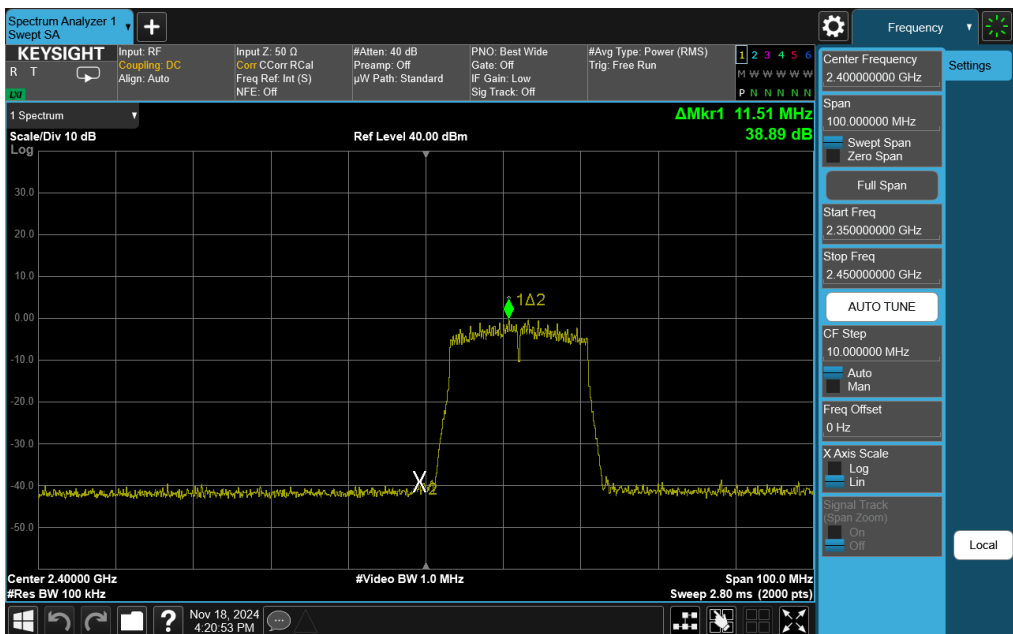 Spectrum Analyzer 1
Swept SA
Frequency
KEYSIGHT
R T
LXI
Input: RF
Coupling: DC
Align: Auto
Input Z: 50 Ω
Corr CCorr RCal
Freq Ref: Int (S)
NFE: Off
#Atten: 40 dB
Preamp: Off
µW Path: Standard
PNO: Best Wide
Gate: Off
IF Gain: Low
Sig Track: Off
#Avg Type: Power (RMS)
Trig: Free Run
1 2 3 4 5 6
M W W W W W
P N N N N N
1 Spectrum
ΔMkr1 11.51 MHz
Scale/Div 10 dB
Ref Level 40.00 dBm
38.89 dB
Log
30.0
20.0
10.0
0.00
-10.0
-20.0
-30.0
-40.0
-50.0
1Δ2
X2
Center 2.40000 GHz
#Video BW 1.0 MHz
Span 100.0 MHz
#Res BW 100 kHz
Sweep 2.80 ms (2000 pts)
Center Frequency
2.400000000 GHz
Settings
Span
100.000000 MHz
Swept Span
Zero Span
Full Span
Start Freq
2.350000000 GHz
Stop Freq
2.450000000 GHz
AUTO TUNE
CF Step
10.000000 MHz
Auto
Man
Freq Offset
0 Hz
X Axis Scale
Log
Lin
Signal Track
(Span Zoom)
On
Off
Local
?
Nov 18, 2024
4:20:53 PM